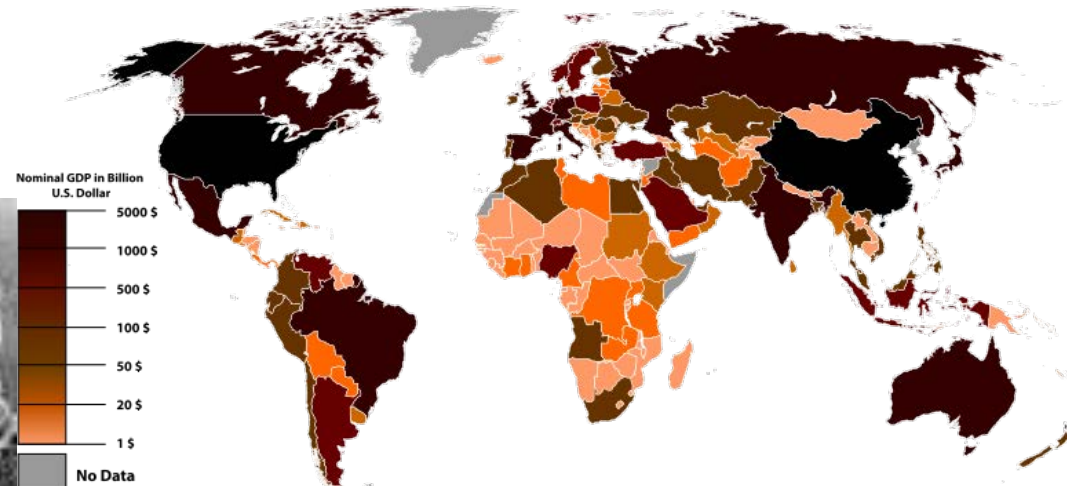 Nominal GDP in Billion
U.S. Dollar
5000 $
1000 $
500 $
100 $
50 $
20 $
1 $
No Data